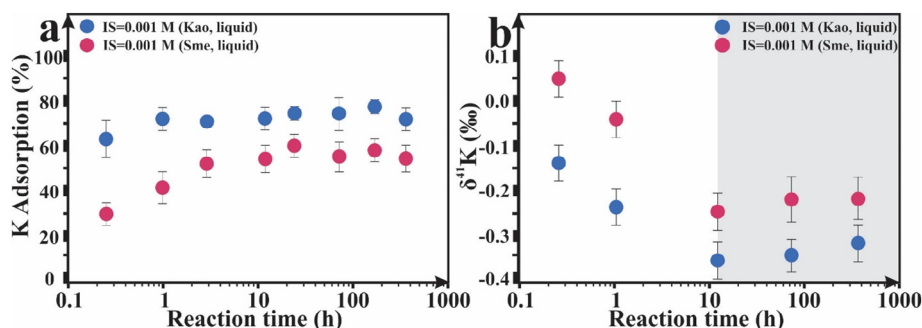 a
IS=0.001 M (Kao, liquid)
IS=0.001 M (Sme, liquid)
K Adsorption (%)
100
80
60
40
20
0
0.1 1 10 100 1000
Reaction time (h)
b
IS=0.001 M (Kao, liquid)
IS=0.001 M (Sme, liquid)
δ⁴¹K (‰)
0.1
0.0
-0.1
-0.2
-0.3
-0.4
0.1 1 10 100 1000
Reaction time (h)